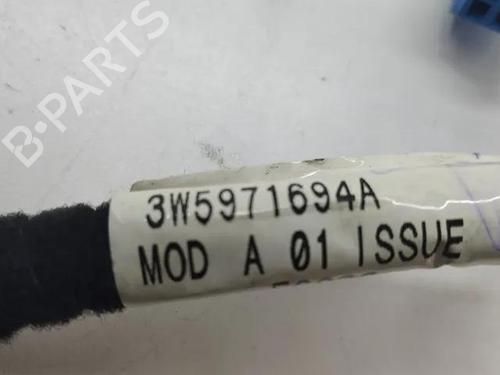 B-PARTS
3W5971694A
MOD A 01 ISSUE